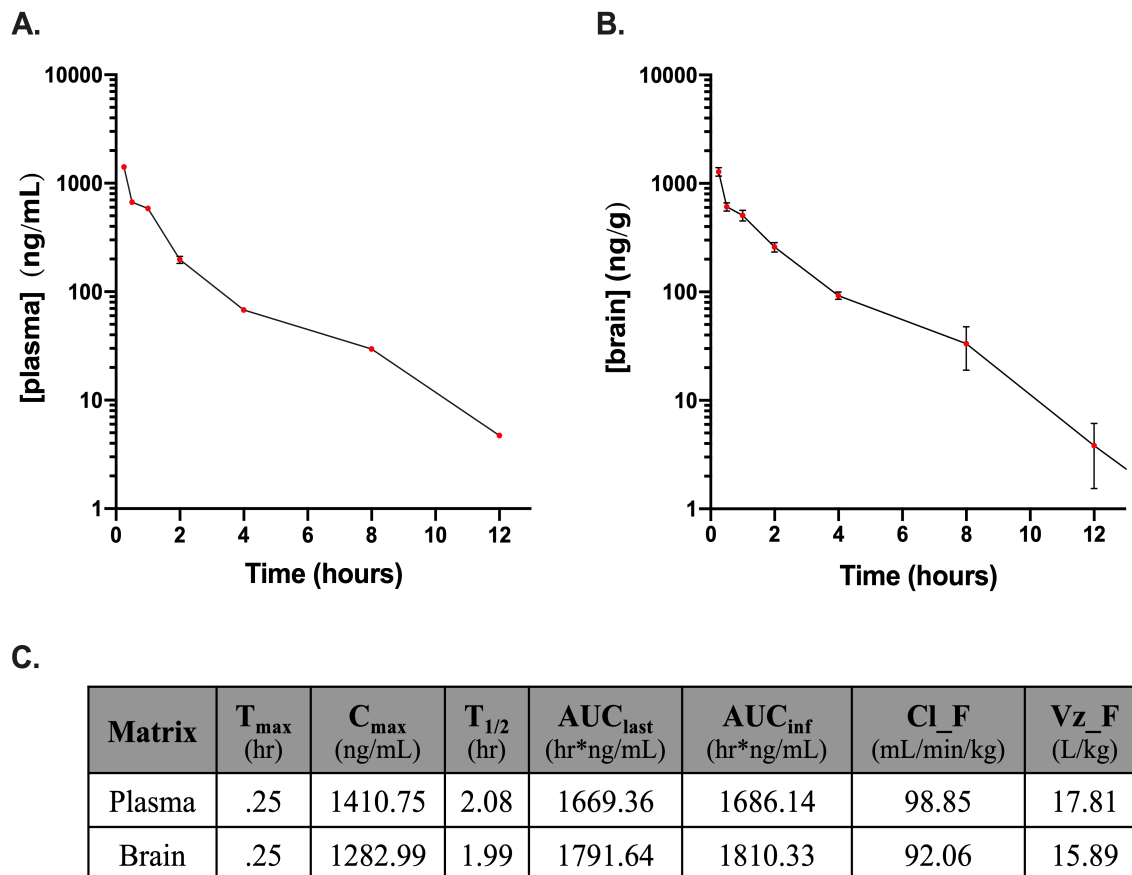 A.
B.
10000
1000
100
10
1
[plasma] (ng/mL)
0 2 4 6 8 10 12
Time (hours)
10000
1000
100
10
1
[brain] (ng/g)
0 2 4 6 8 10 12
Time (hours)
C.
Matrix Tmax (hr) Cmax (ng/mL) T1/2 (hr) AUClast (hr*ng/mL) AUCinf (hr*ng/mL) Cl_F (mL/min/kg) Vz_F (L/kg)
Plasma .25 1410.75 2.08 1669.36 1686.14 98.85 17.81
Brain .25 1282.99 1.99 1791.64 1810.33 92.06 15.89